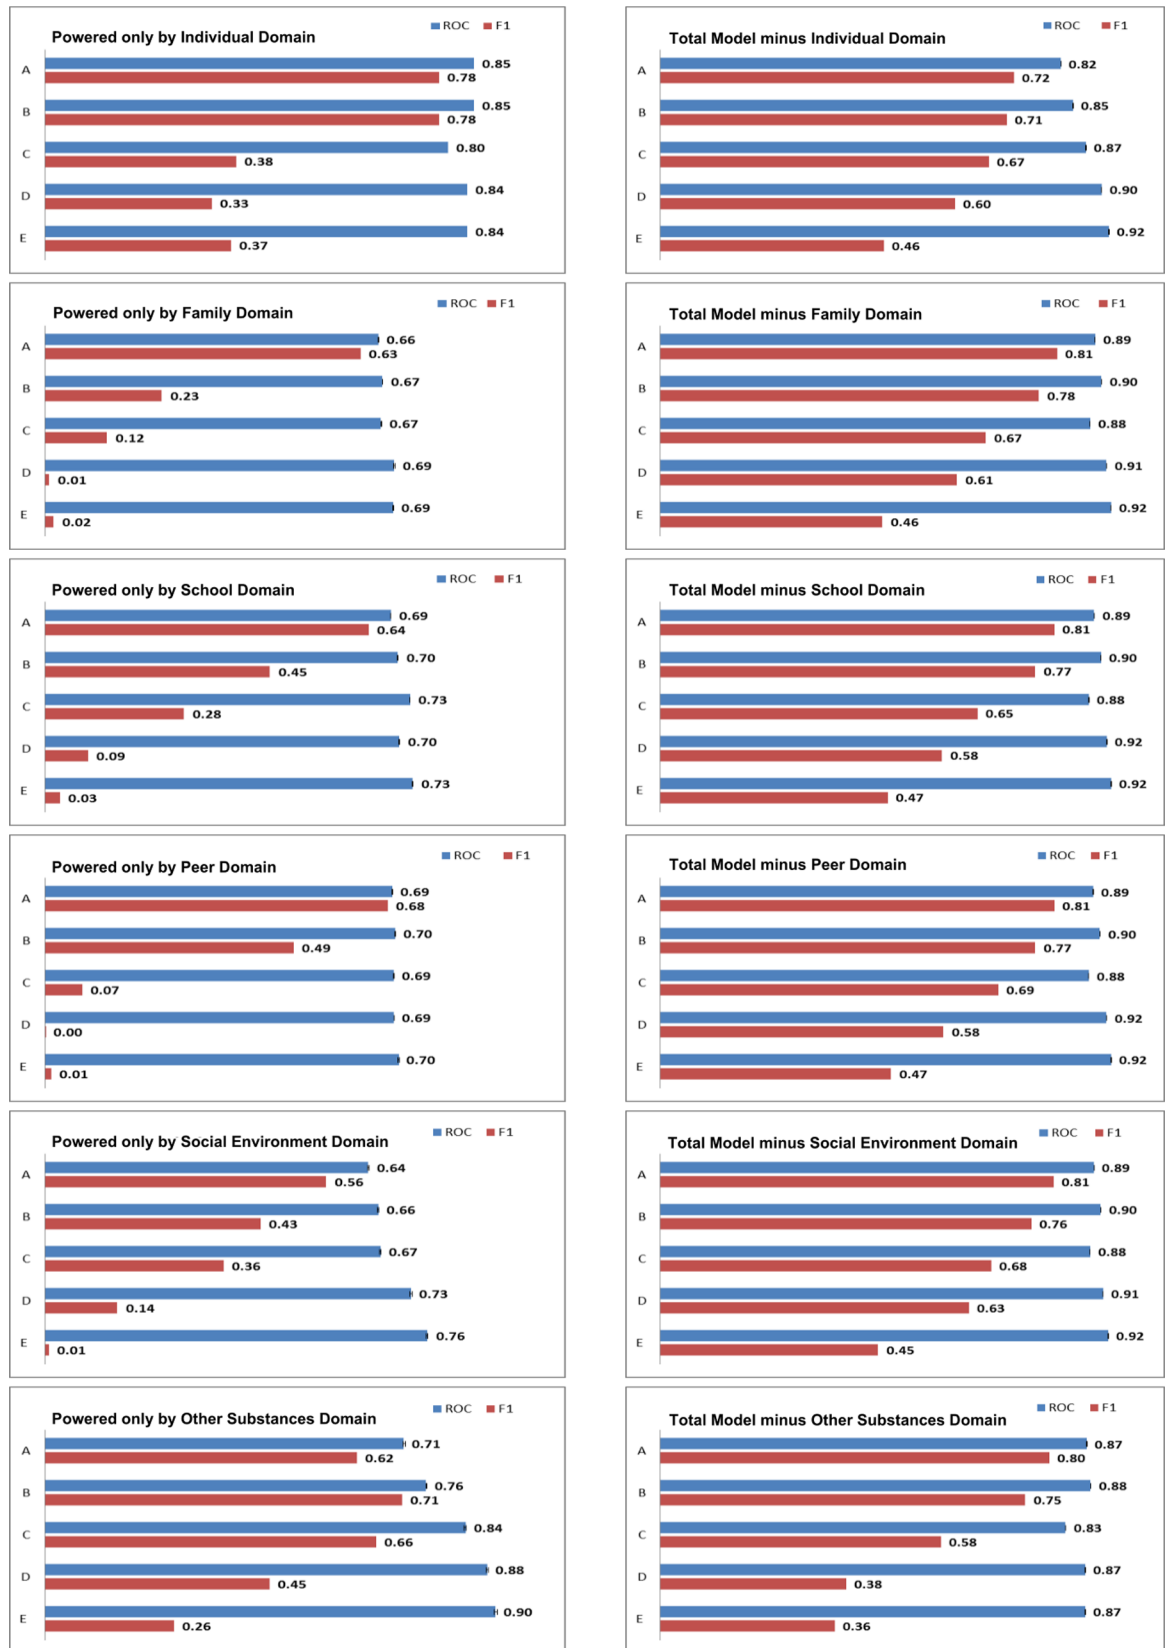 Powered only by Individual Domain
ROC F1
A 0.85
0.78
B 0.85
0.78
C 0.80
0.38
D 0.84
0.33
E 0.84
0.37
Total Model minus Individual Domain
ROC F1
A 0.82
0.72
B 0.85
0.71
C 0.87
0.67
D 0.90
0.60
E 0.92
0.46
Powered only by Family Domain
ROC F1
A 0.66
0.63
B 0.67
0.23
C 0.67
0.12
D 0.69
0.01
E 0.69
0.02
Total Model minus Family Domain
ROC F1
A 0.89
0.81
B 0.90
0.78
C 0.88
0.67
D 0.91
0.61
E 0.92
0.46
Powered only by School Domain
ROC F1
A 0.69
0.64
B 0.70
0.45
C 0.73
0.28
D 0.70
0.09
E 0.73
0.03
Total Model minus School Domain
ROC F1
A 0.89
0.81
B 0.90
0.77
C 0.88
0.65
D 0.92
0.58
E 0.92
0.47
Powered only by Peer Domain
ROC F1
A 0.69
0.68
B 0.70
0.49
C 0.69
0.07
D 0.69
0.00
E 0.70
0.01
Total Model minus Peer Domain
ROC F1
A 0.89
0.81
B 0.90
0.77
C 0.88
0.69
D 0.92
0.58
E 0.92
0.47
Powered only by Social Environment Domain
ROC F1
A 0.64
0.56
B 0.66
0.43
C 0.67
0.36
D 0.73
0.14
E 0.76
0.01
Total Model minus Social Environment Domain
ROC F1
A 0.89
0.81
B 0.90
0.76
C 0.88
0.68
D 0.91
0.63
E 0.92
0.45
Powered only by Other Substances Domain
ROC F1
A 0.71
0.62
B 0.76
0.71
C 0.84
0.66
D 0.88
0.45
E 0.90
0.26
Total Model minus Other Substances Domain
ROC F1
A 0.87
0.80
B 0.88
0.75
C 0.83
0.58
D 0.87
0.38
E 0.87
0.36